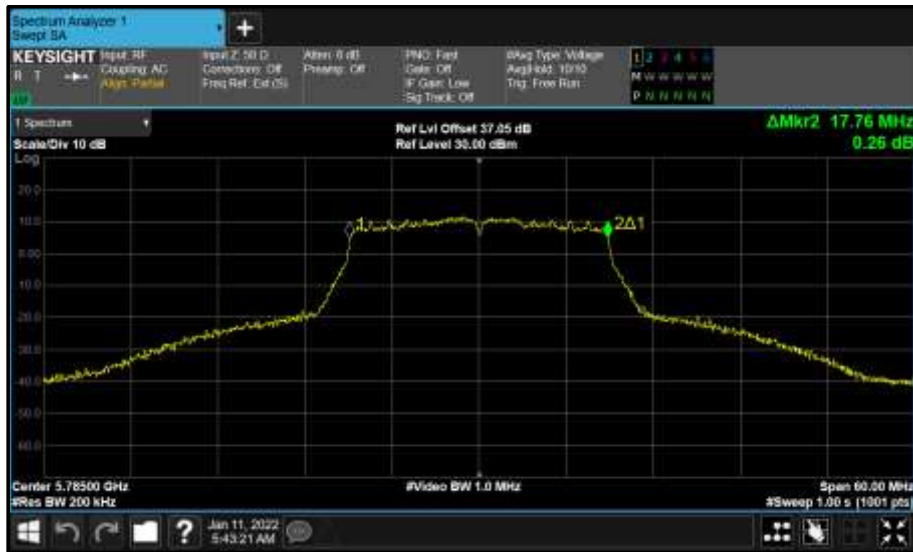 Spectrum Analyzer 1
Swept SA
+
KEYSIGHT
R T
Input: RF
Coupling: AC
Align: Partial
Input Z: 50 Ω
Corrections: Off
Freq Ref: Ext (S)
Atten: 6 dB
Preamp: Off
PNO: Fast
Gate: Off
IF Gain: Low
Sig Track: Off
#Avg Type: Voltage
Avg|Hold: 10/10
Trig: Free Run
1 2 3 4 5 6
M W W W W W
P N N N N N
1 Spectrum
Scale/Div 10 dB
Log
Ref Lvl Offset 37.05 dB
Ref Level 30.00 dBm
ΔMkr2 17.76 MHz
0.26 dB
20.0
10.0
1
2Δ1
0.00
-10.0
-20.0
-30.0
-40.0
-50.0
-60.0
Center 5.78500 GHz
#Res BW 200 kHz
#Video BW 1.0 MHz
Span 60.00 MHz
#Sweep 1.00 s (1001 pts)
?
Jan 11, 2022
5:43:21 AM